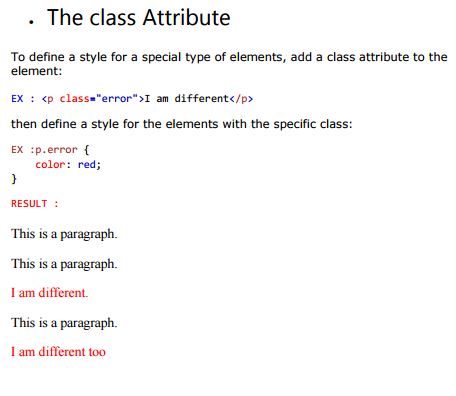 • The class Attribute
To define a style for a special type of elements, add a class attribute to the
element:
EX : <p class="error">I am different</p>
then define a style for the elements with the specific class:
EX :p.error {
    color: red;
}
RESULT :
This is a paragraph.
This is a paragraph.
I am different.
This is a paragraph.
I am different too